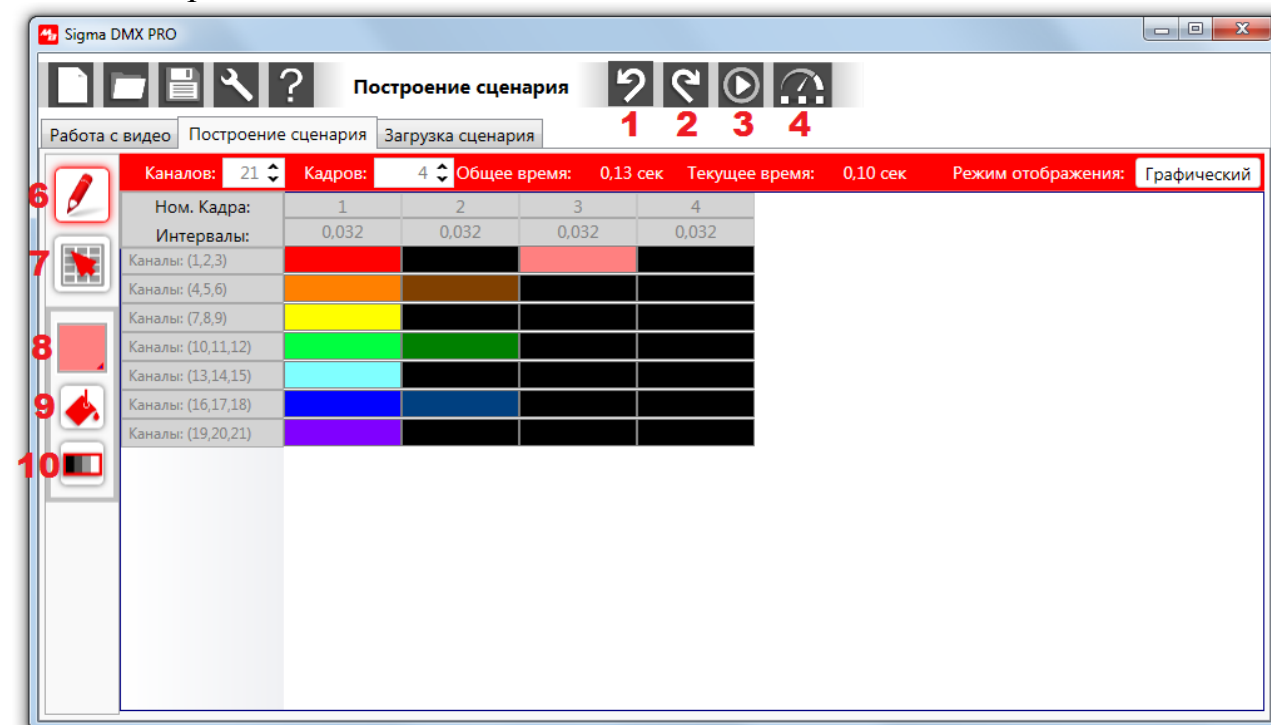 Sigma DMX PRO
Построение сценария
1 2 3 4
Работа с видео Построение сценария Загрузка сценария
Каналов: 21 Кадров: 4 Общее время: 0,13 сек Текущее время: 0,10 сек Режим отображения: Графический
6
Ном. Кадра: 1 2 3 4
Интервалы: 0,032 0,032 0,032 0,032
7 Каналы: (1,2,3)
Каналы: (4,5,6)
Каналы: (7,8,9)
8 Каналы: (10,11,12)
Каналы: (13,14,15)
9 Каналы: (16,17,18)
Каналы: (19,20,21)
10